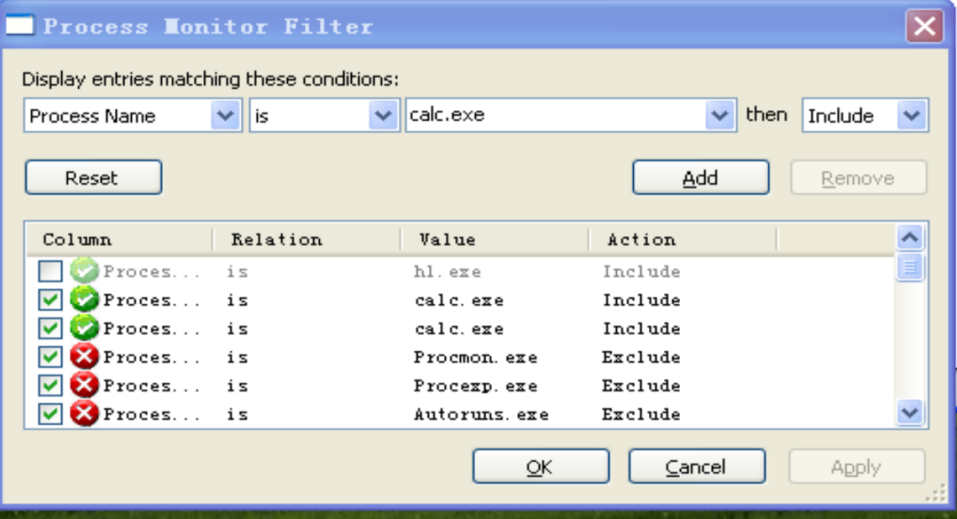 Process Monitor Filter
Display entries matching these conditions:
Process Name is calc.exe then Include
Reset Add Remove
Column Relation Value Action
Proces... is hl.exe Include
Proces... is calc.exe Include
Proces... is calc.exe Include
Proces... is Procmon.exe Exclude
Proces... is Procexp.exe Exclude
Proces... is Autoruns.exe Exclude
OK Cancel Apply